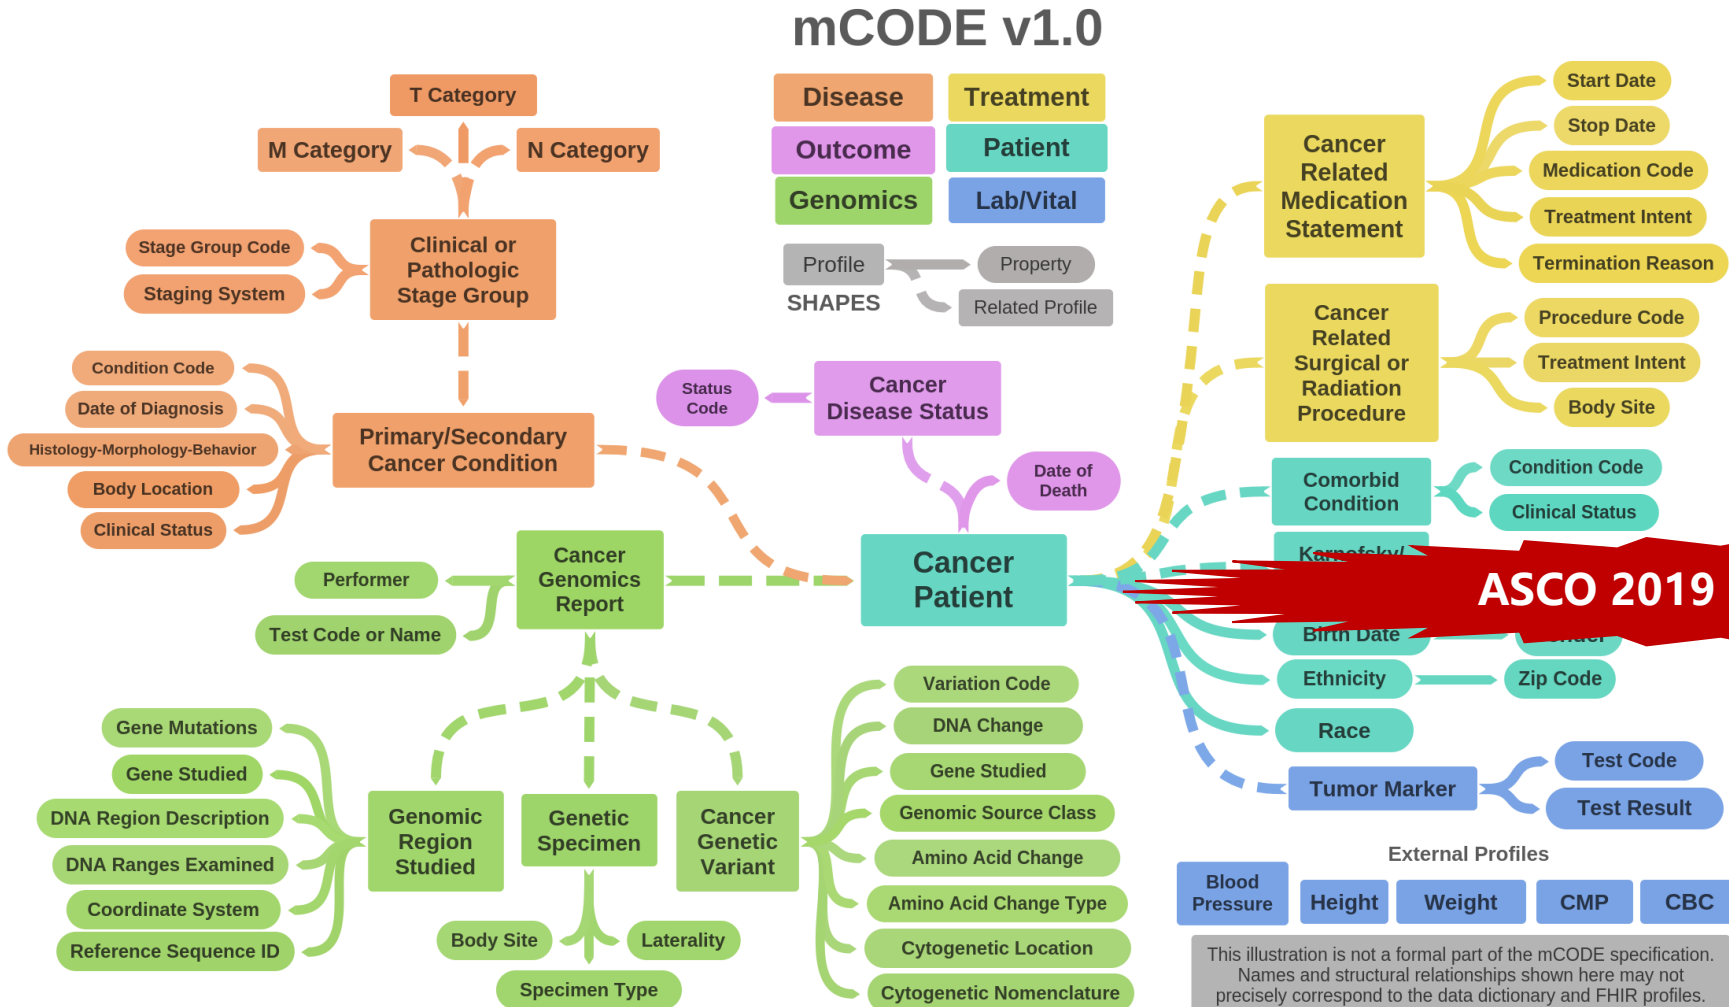 mCODE v1.0
T Category
M Category
N Category
Clinical or
Pathologic
Stage Group
Stage Group Code
Staging System
Condition Code
Date of Diagnosis
Histology-Morphology-Behavior
Body Location
Clinical Status
Primary/Secondary
Cancer Condition
Disease
Treatment
Outcome
Patient
Genomics
Lab/Vital
Profile
Property
SHAPES
Related Profile
Status
Code
Cancer
Disease Status
Date of
Death
Cancer
Patient
Cancer
Genomics
Report
Performer
Test Code or Name
Gene Mutations
Gene Studied
DNA Region Description
DNA Ranges Examined
Coordinate System
Reference Sequence ID
Genomic
Region
Studied
Genetic
Specimen
Body Site
Laterality
Specimen Type
Cancer
Genetic
Variant
Variation Code
DNA Change
Gene Studied
Genomic Source Class
Amino Acid Change
Amino Acid Change Type
Cytogenetic Location
Cytogenetic Nomenclature
Cancer
Related
Medication
Statement
Start Date
Stop Date
Medication Code
Treatment Intent
Termination Reason
Cancer
Related
Surgical or
Radiation
Procedure
Procedure Code
Treatment Intent
Body Site
Comorbid
Condition
Condition Code
Clinical Status
Karnofsky/
ASCO 2019
Birth Date
Ethnicity
Zip Code
Race
Tumor Marker
Test Code
Test Result
External Profiles
Blood
Pressure
Height
Weight
CMP
CBC
This illustration is not a formal part of the mCODE specification.
Names and structural relationships shown here may not
precisely correspond to the data dictionary and FHIR profiles.